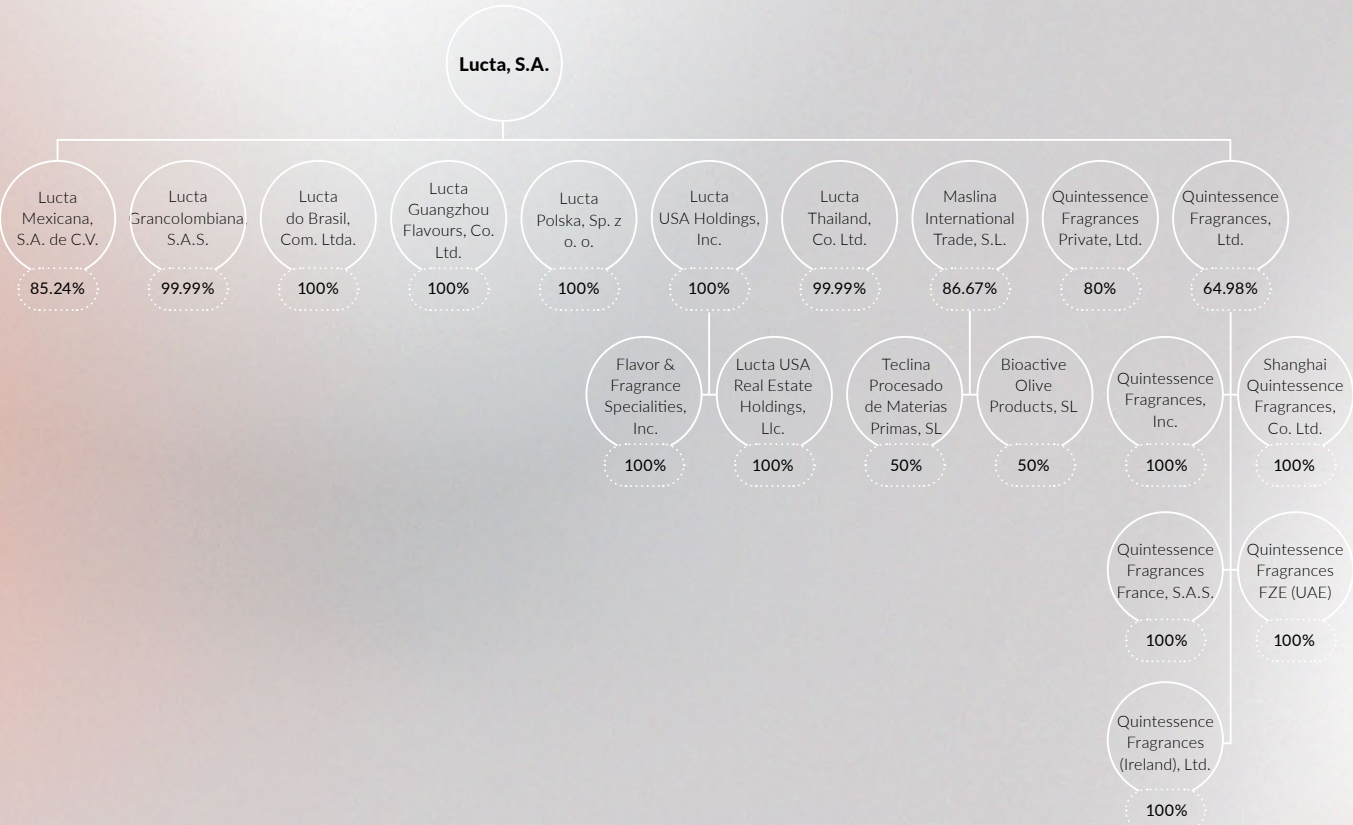 Lucta, S.A.
Lucta
Mexicana,
S.A. de C.V.
85.24%
Lucta
Grancolombiana,
S.A.S.
99.99%
Lucta
do Brasil,
Com. Ltda.
100%
Lucta
Guangzhou
Flavours, Co.
Ltd.
100%
Lucta
Polska, Sp. z
o. o.
100%
Lucta
USA Holdings,
Inc.
100%
Lucta
Thailand,
Co. Ltd.
99.99%
Maslina
International
Trade, S.L.
86.67%
Quintessence
Fragrances
Private, Ltd.
80%
Quintessence
Fragrances,
Ltd.
64.98%
Flavor &
Fragrance
Specialities,
Inc.
100%
Lucta USA
Real Estate
Holdings,
Llc.
100%
Teclina
Procesado
de Materias
Primas, SL
50%
Bioactive
Olive
Products, SL
50%
Quintessence
Fragrances,
Inc.
100%
Shanghai
Quintessence
Fragrances,
Co. Ltd.
100%
Quintessence
Fragrances
France, S.A.S.
100%
Quintessence
Fragrances
FZE (UAE)
100%
Quintessence
Fragrances
(Ireland), Ltd.
100%